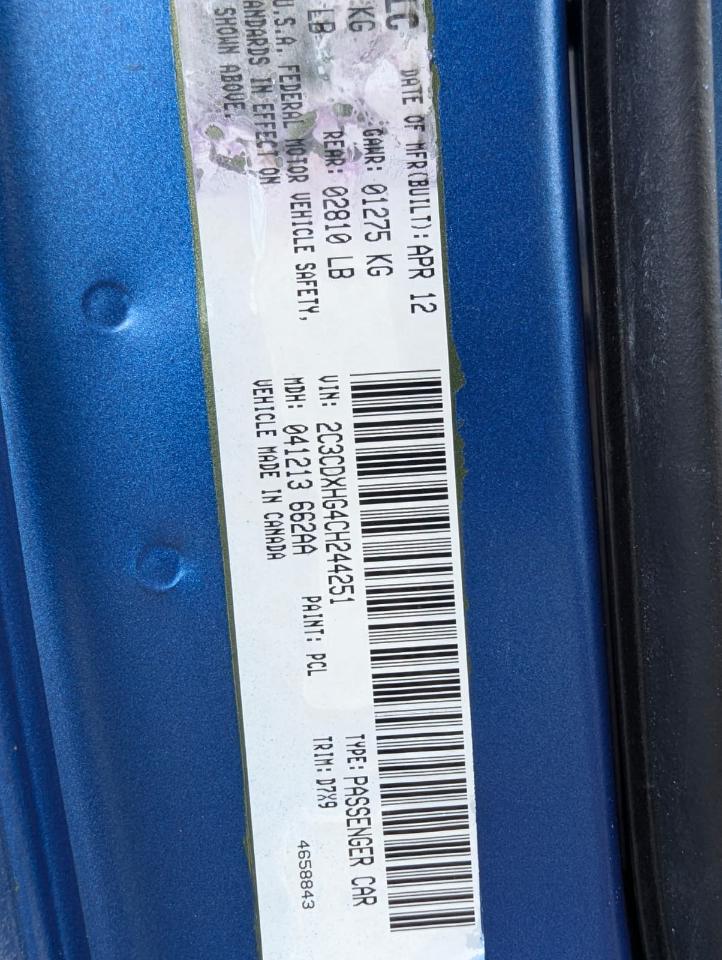 DATE OF MFR(BUILT): APR 12
KG GAWR: 01275 KG
LB REAR: 02810 LB
U.S.A. FEDERAL MOTOR VEHICLE SAFETY,
STANDARDS IN EFFECT ON
SHOWN ABOVE.
VIN: 2C3CDXHG4CH244251
TYPE: PASSENGER CAR
MDH: 041213 662AA
PAINT: PCL
TRIM: D7X9
VEHICLE MADE IN CANADA
4658843